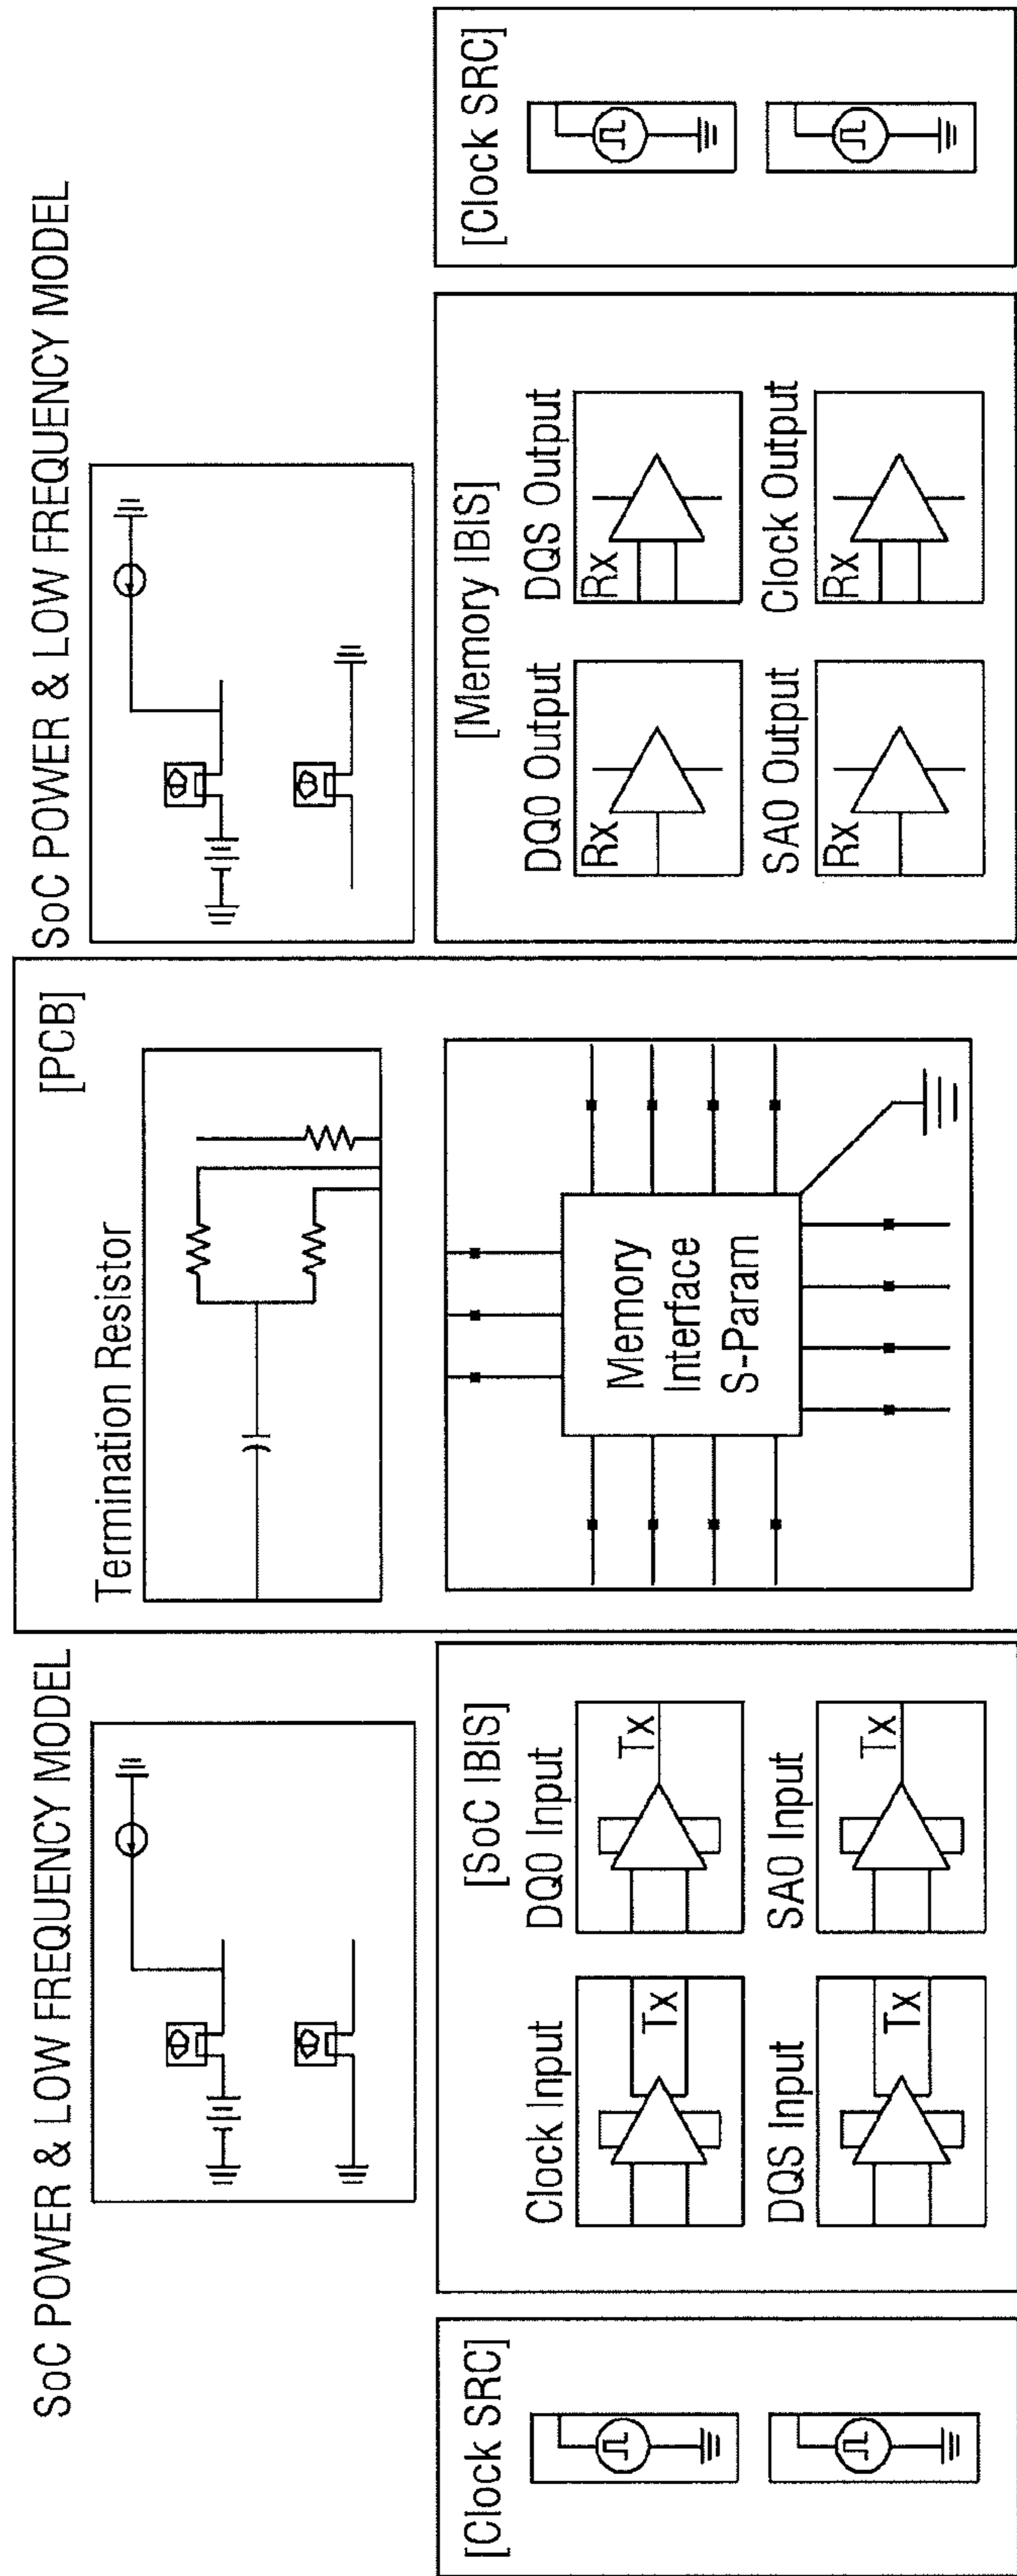 SoC POWER & LOW FREQUENCY MODEL
[PCB]
SoC POWER & LOW FREQUENCY MODEL
Termination Resistor
[Clock SRC]
[SoC IBIS]
Clock Input
DQ0 Input
Tx
Tx
DQS Input
SA0 Input
Tx
Tx
Memory
Interface
S-Param
[Memory IBIS]
DQ0 Output
DQS Output
Rx
Rx
SA0 Output
Clock Output
Rx
Rx
[Clock SRC]